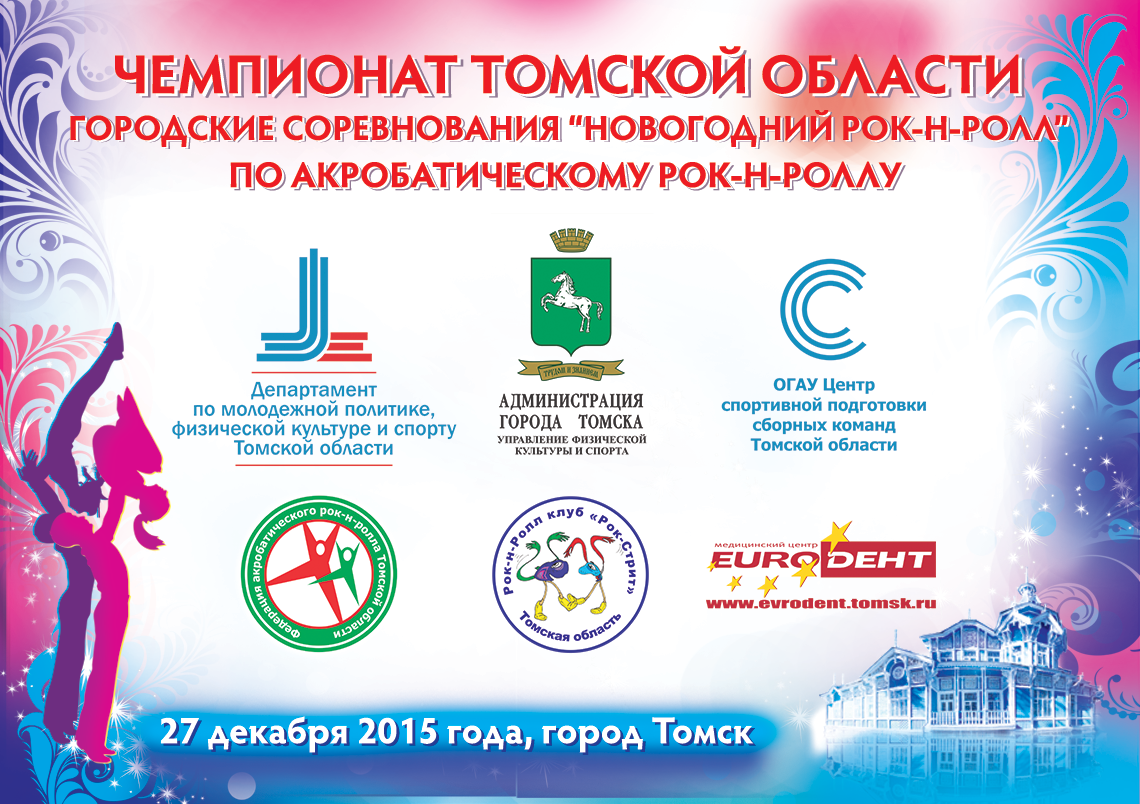 ЧЕМПИОНАТ ТОМСКОЙ ОБЛАСТИ
ГОРОДСКИЕ СОРЕВНОВАНИЯ "НОВОГОДНИЙ РОК-Н-РОЛЛ"
ПО АКРОБАТИЧЕСКОМУ РОК-Н-РОЛЛУ
Департамент
по молодежной политике,
физической культуре и спорту
Томской области
ТРУДОМ И ЗНАНИЕМ
АДМИНИСТРАЦИЯ
ГОРОДА ТОМСКА
УПРАВЛЕНИЕ ФИЗИЧЕСКОЙ
КУЛЬТУРЫ И СПОРТА
ОГАУ Центр
спортивной подготовки
сборных команд
Томской области
Федерация акробатического рок-н-ролла Томской области
Рок-н-Ролл клуб «Рок-Стрит»
Томская область
медицинский центр
EUROДЕНТ
www.evrodent.tomsk.ru
27 декабря 2015 года, город Томск